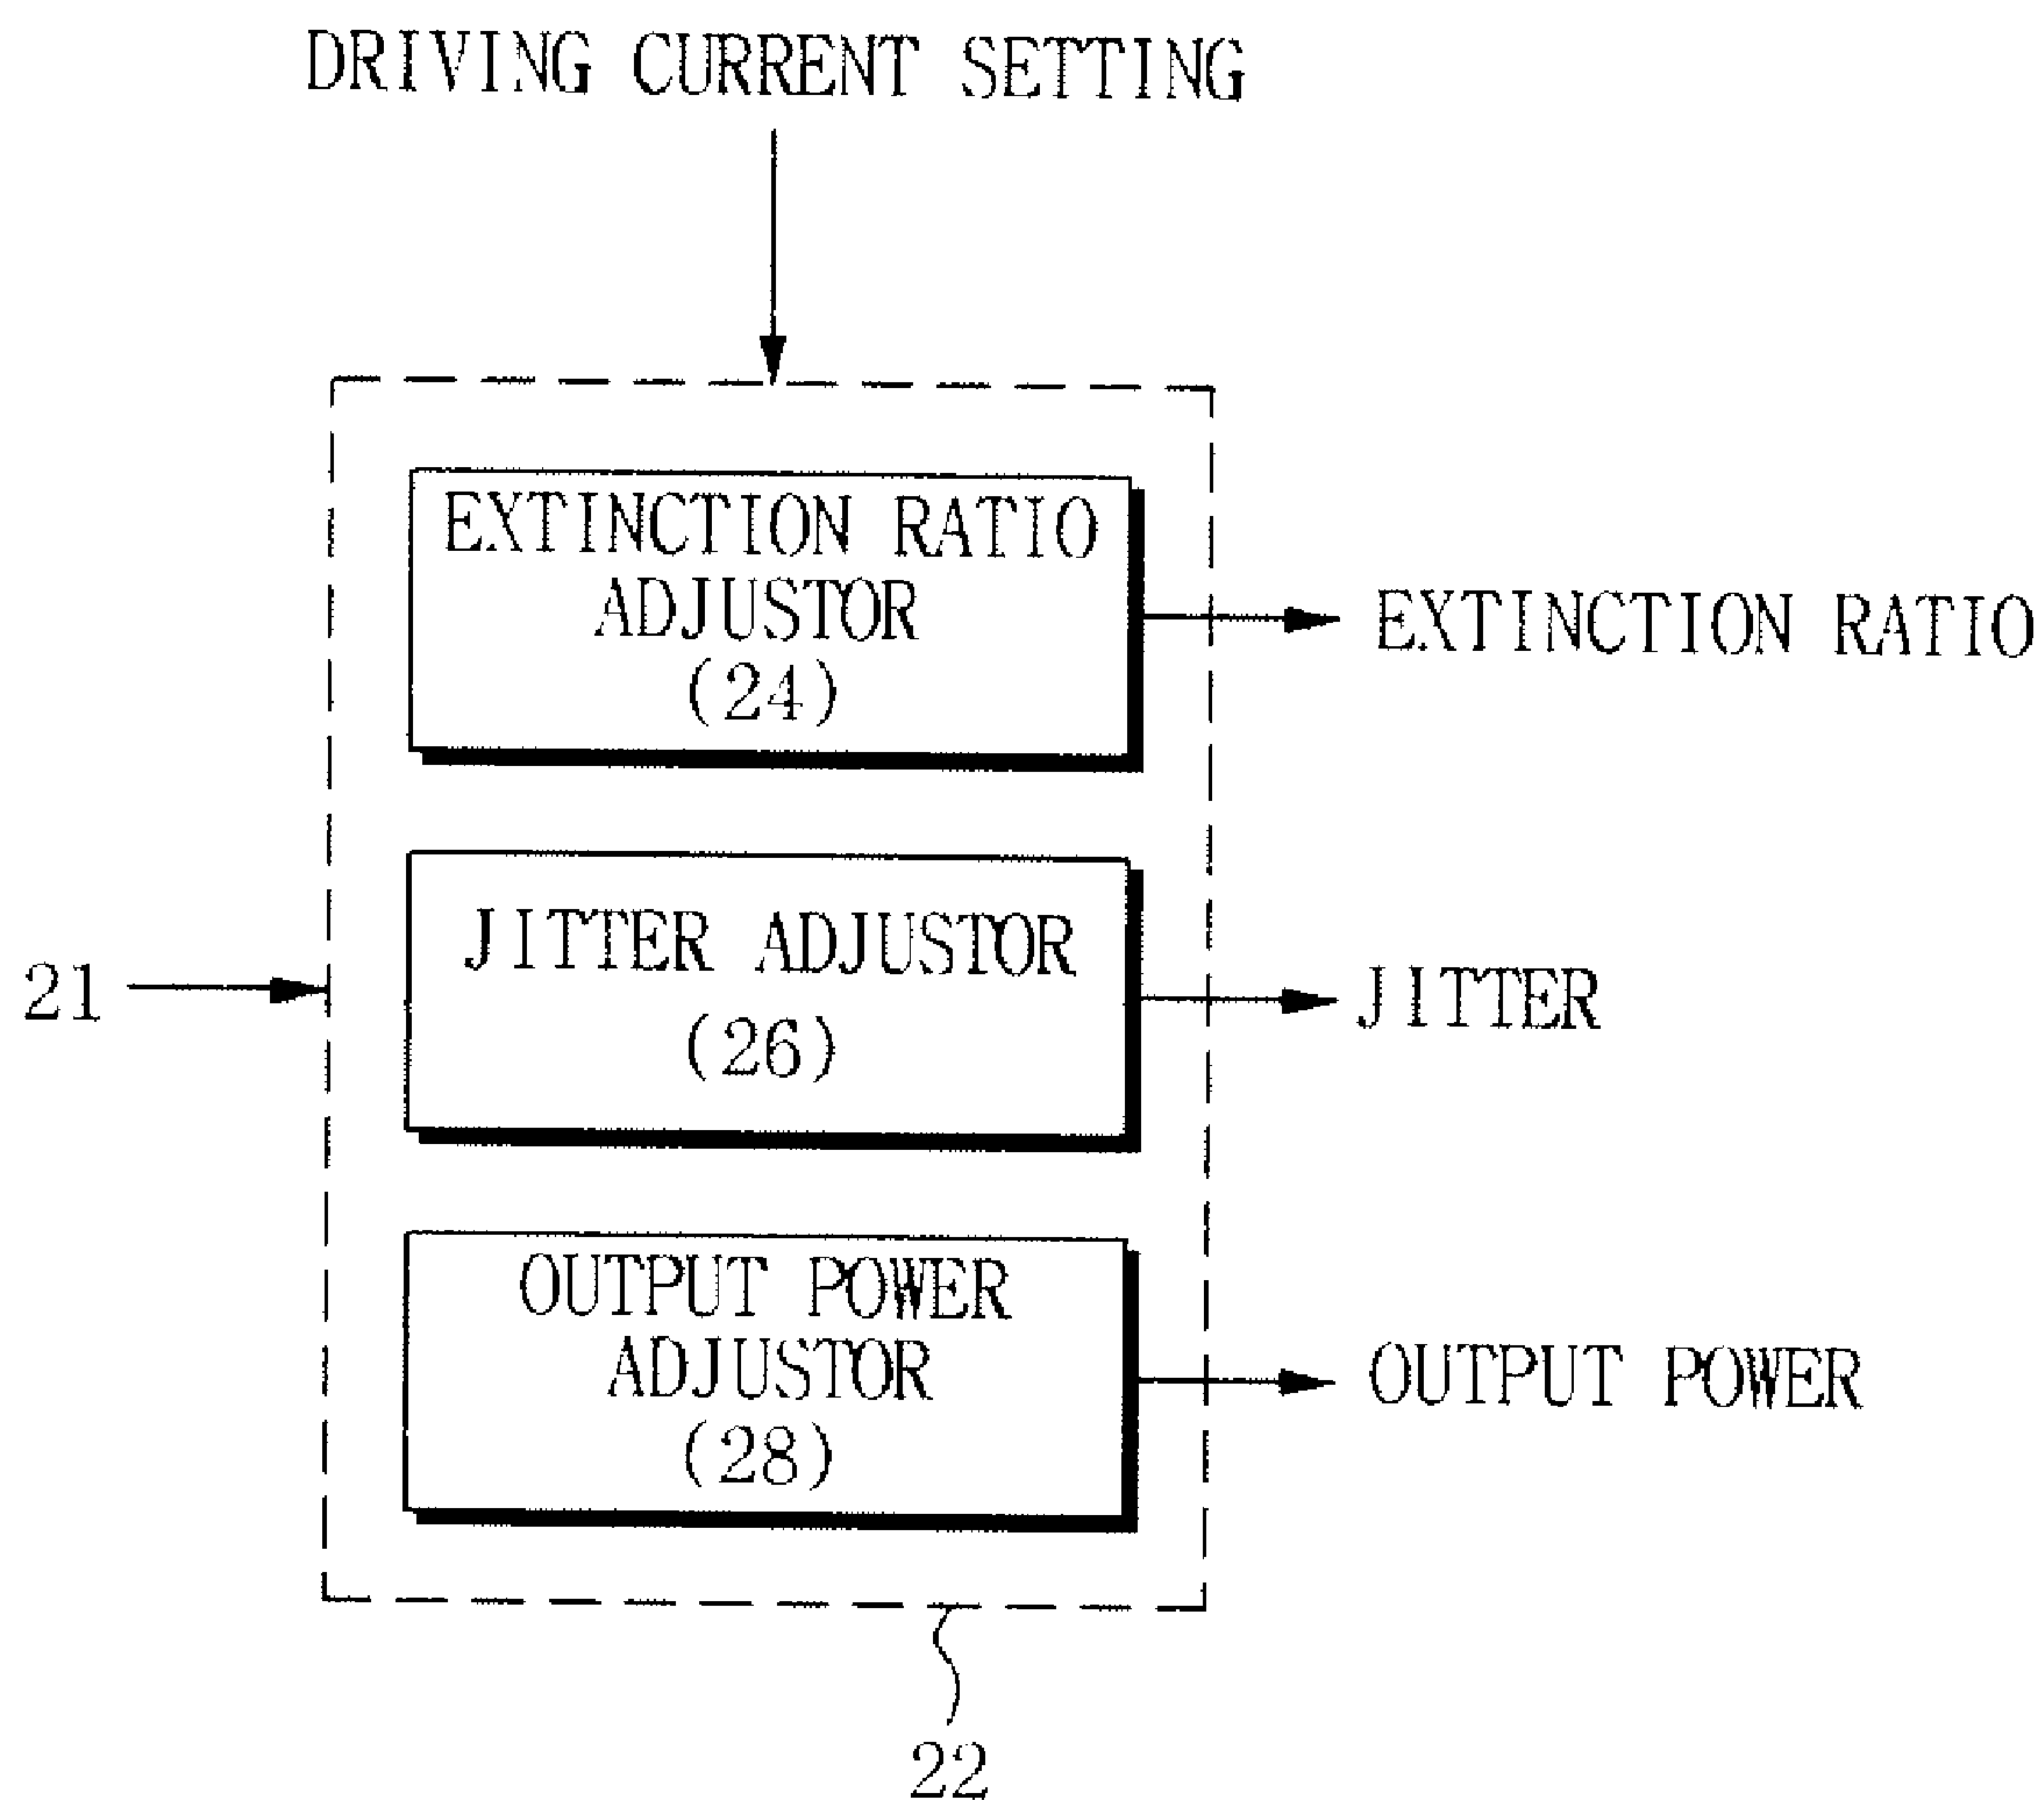 DRIVING CURRENT SETTING
EXTINCTION RATIO
ADJUSTOR
(24)
EXTINCTION RATIO
21
JITTER ADJUSTOR
(26)
JITTER
OUTPUT POWER
ADJUSTOR
(28)
OUTPUT POWER
22